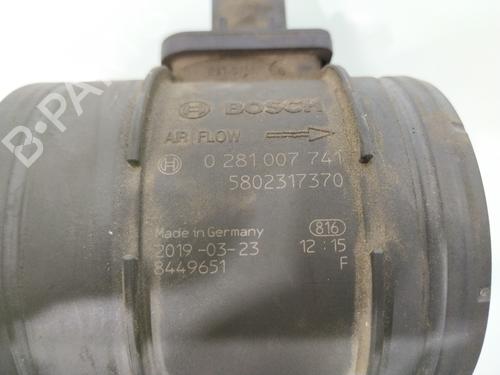 BOSCH
AIR FLOW
0 281 007 741
5802317370
Made in Germany
816
2019-03-23
12:15
8449651
F